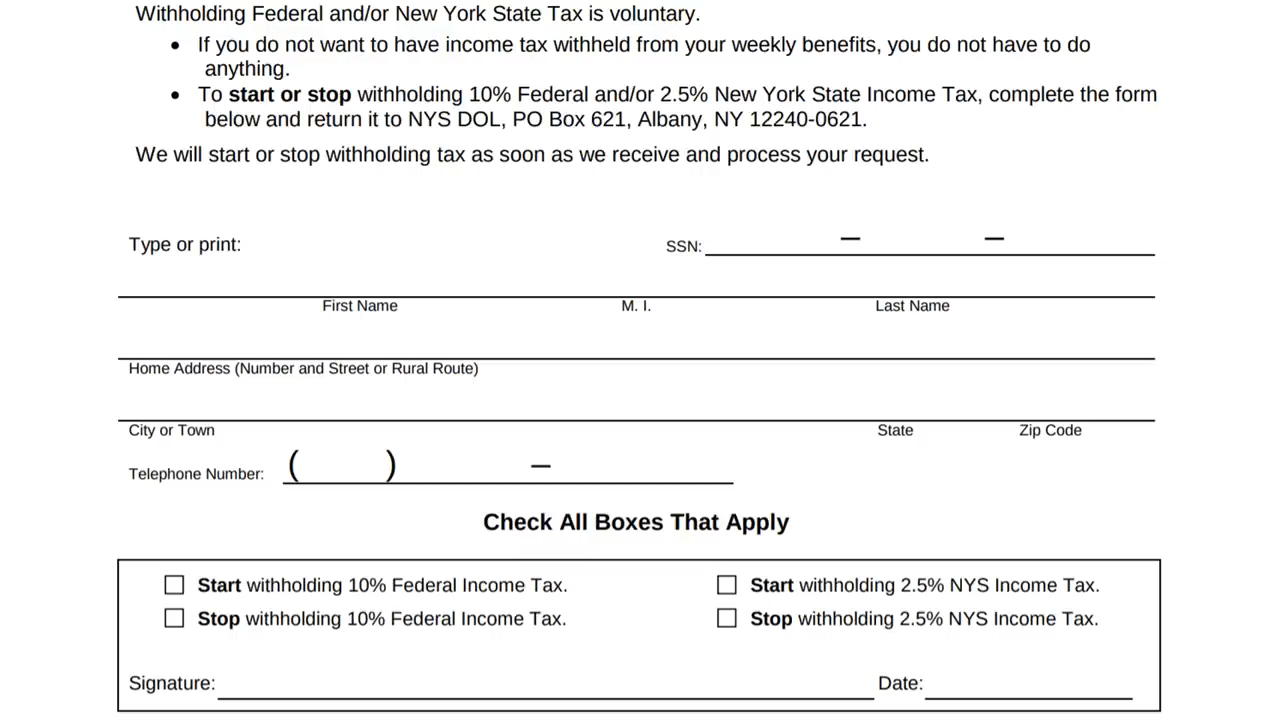 Withholding Federal and/or New York State Tax is voluntary.
• If you do not want to have income tax withheld from your weekly benefits, you do not have to do
anything.
• To start or stop withholding 10% Federal and/or 2.5% New York State Income Tax, complete the form
below and return it to NYS DOL, PO Box 621, Albany, NY 12240-0621.
We will start or stop withholding tax as soon as we receive and process your request.
Type or print: SSN: – –
First Name M. I. Last Name
Home Address (Number and Street or Rural Route)
City or Town State Zip Code
Telephone Number: ( ) –
Check All Boxes That Apply
☐ Start withholding 10% Federal Income Tax. ☐ Start withholding 2.5% NYS Income Tax.
☐ Stop withholding 10% Federal Income Tax. ☐ Stop withholding 2.5% NYS Income Tax.
Signature: Date: